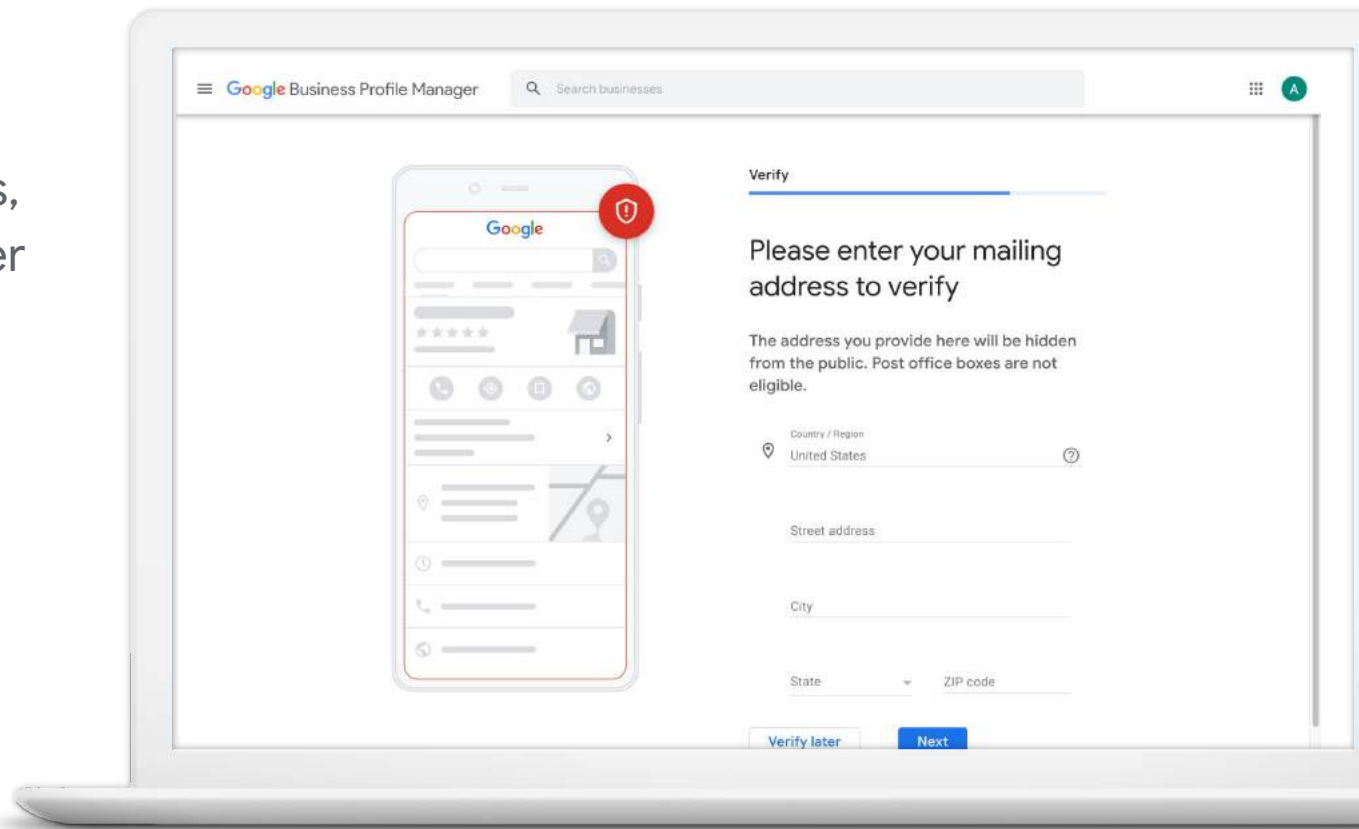 s,
er
Google Business Profile Manager
Search businesses
A
Google
Verify
Please enter your mailing
address to verify
The address you provide here will be hidden
from the public. Post office boxes are not
eligible.
Country / Region
United States
Street address
City
State
ZIP code
Verify later
Next